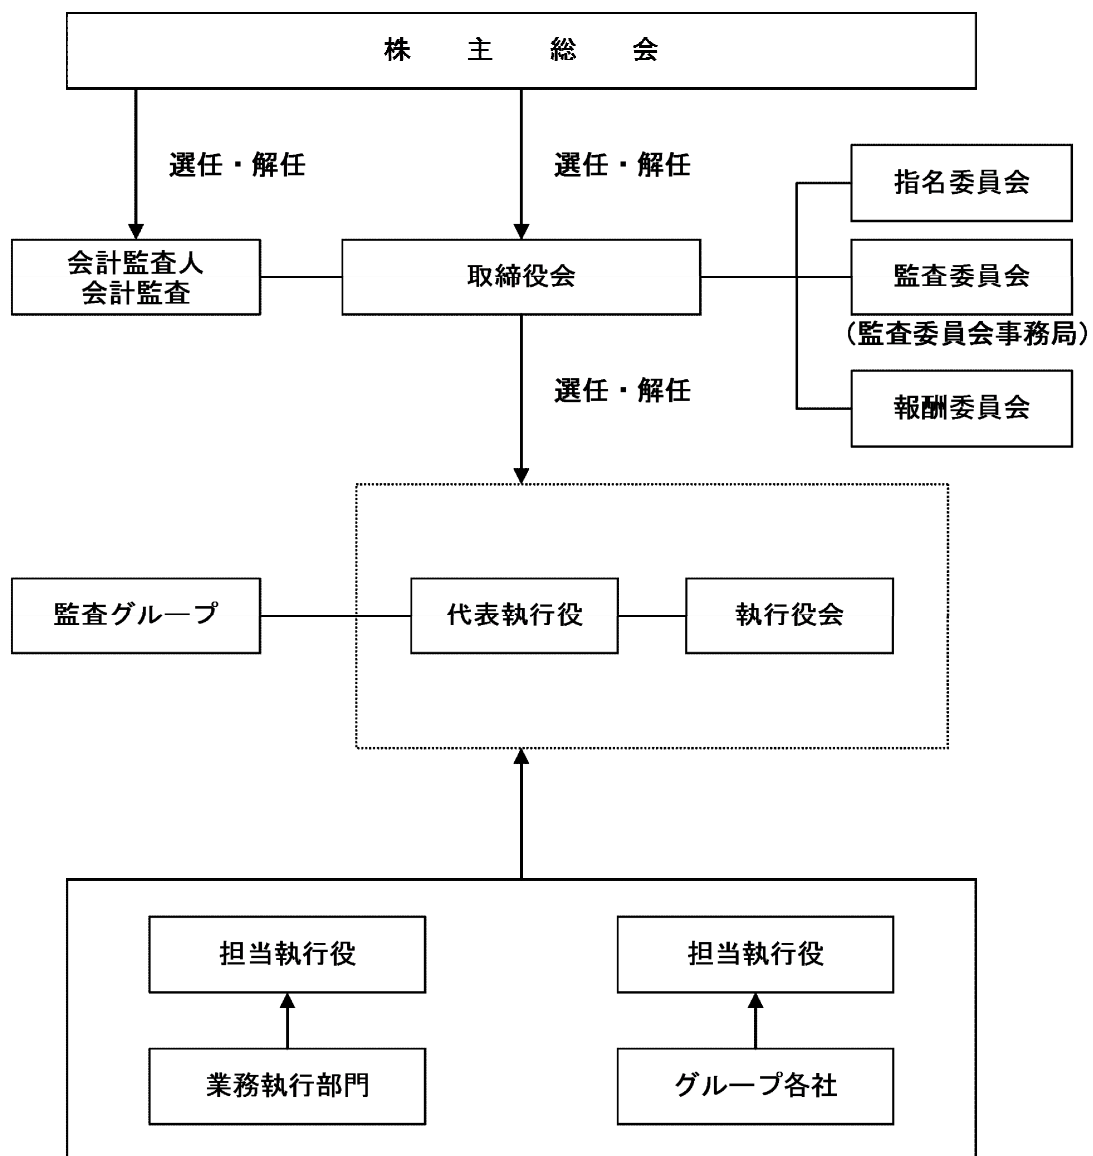 株主総会
選任・解任
選任・解任
指名委員会
会計監査人
会計監査
取締役会
監査委員会
（監査委員会事務局）
選任・解任
報酬委員会
監査グループ
代表執行役
執行役会
担当執行役
担当執行役
業務執行部門
グループ各社